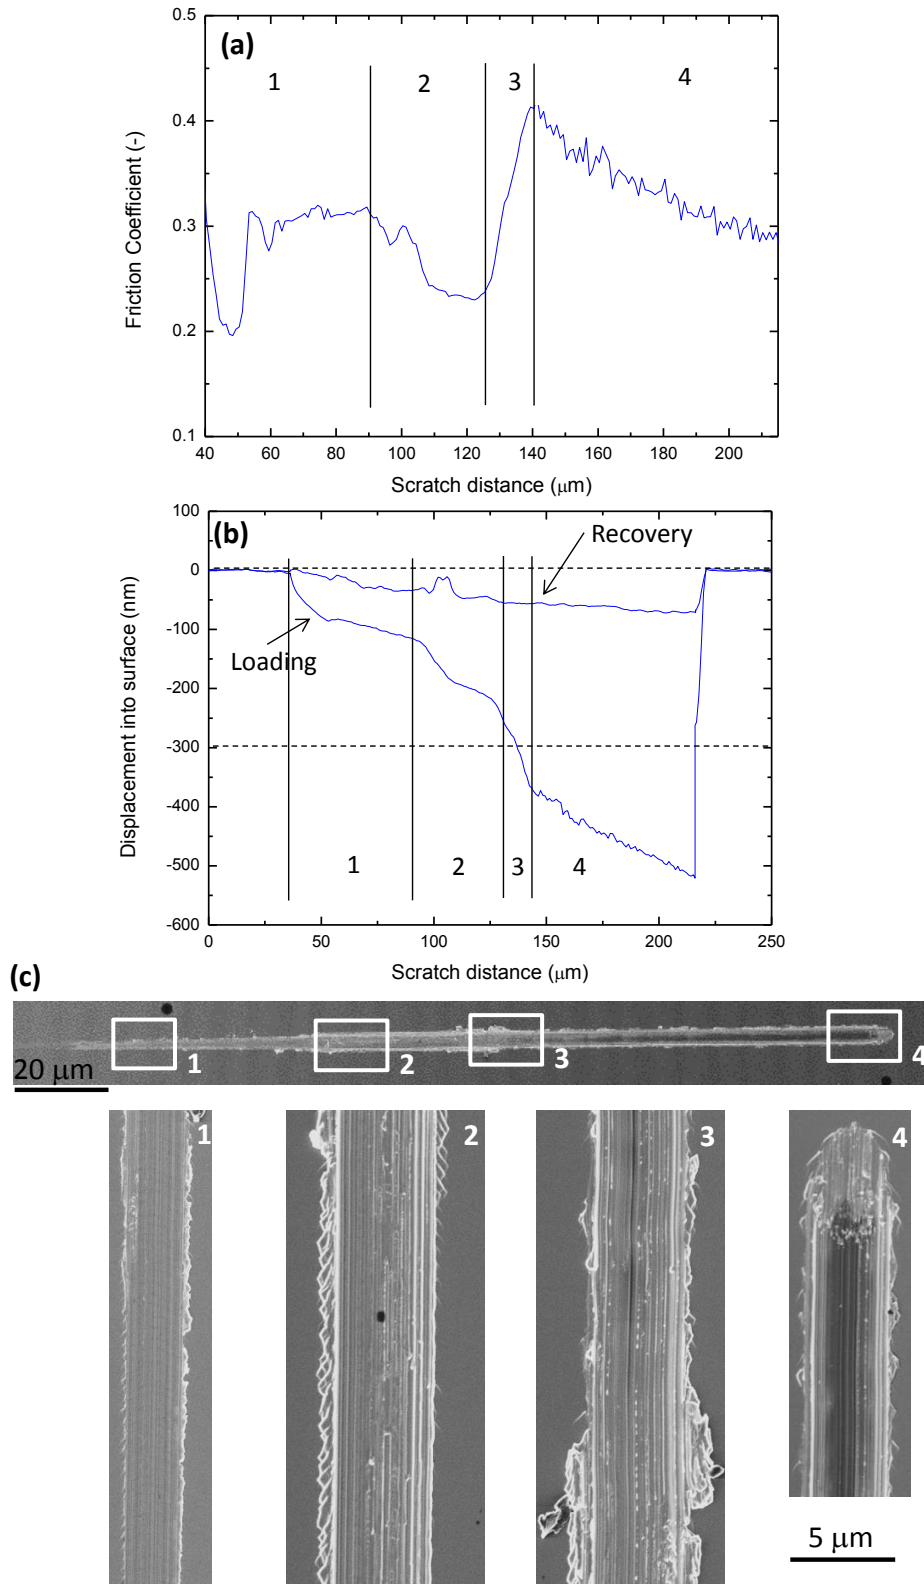 (a)
1
2
3
4
0.5
0.4
0.3
0.2
0.1
Friction Coefficient (-)
40 60 80 100 120 140 160 180 200
Scratch distance (μm)
(b)
Recovery
Loading
100
0
-100
-200
-300
-400
-500
-600
Displacement into surface (nm)
1
2
3
4
0 50 100 150 200 250
Scratch distance (μm)
(c)
1
2
3
4
20 μm
1
2
3
4
5 μm